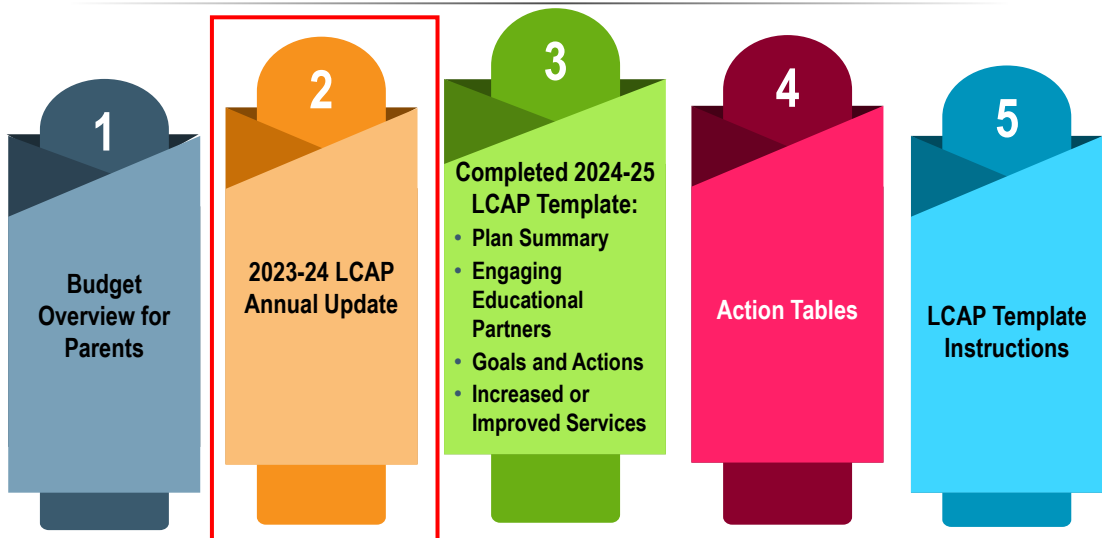 1
Budget
Overview for
Parents
2
2023-24 LCAP
Annual Update
3
Completed 2024-25
LCAP Template:
• Plan Summary
• Engaging
Educational
Partners
• Goals and Actions
• Increased or
Improved Services
4
Action Tables
5
LCAP Template
Instructions